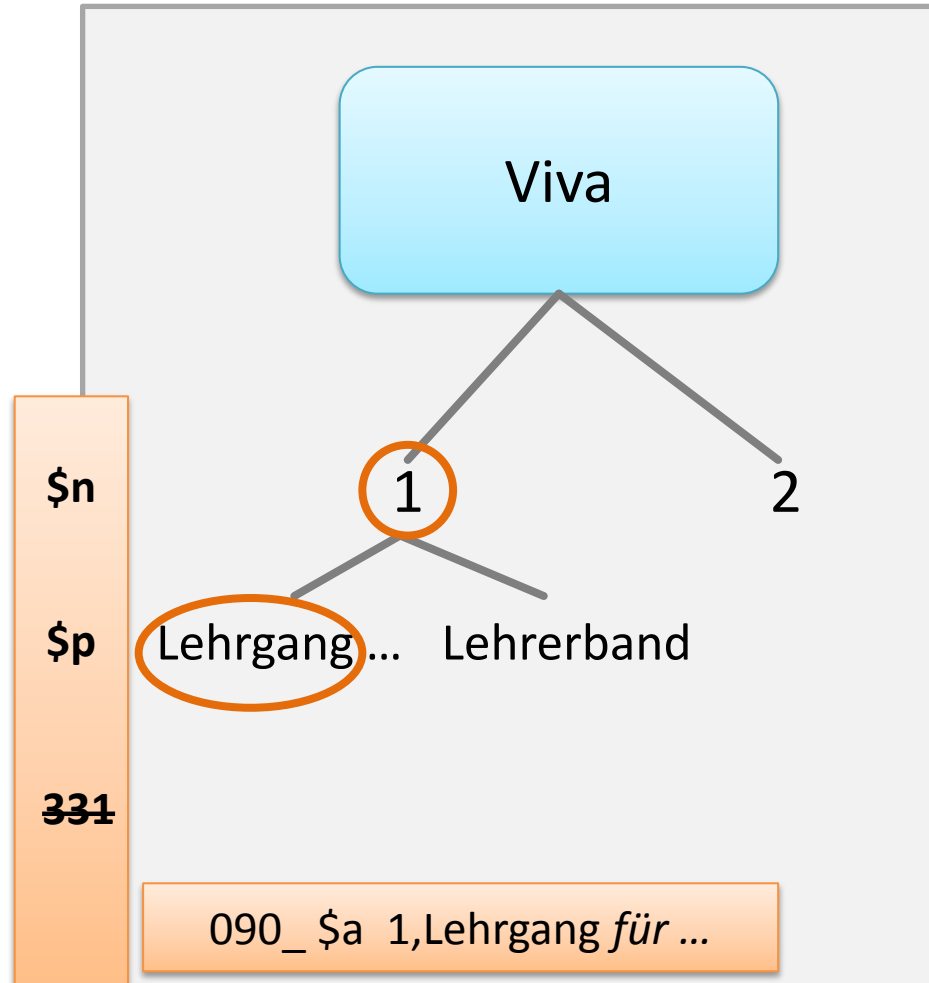 Viva
$n 1 2
$p Lehrgang ... Lehrerband
331
090_ $a 1,Lehrgang für ...